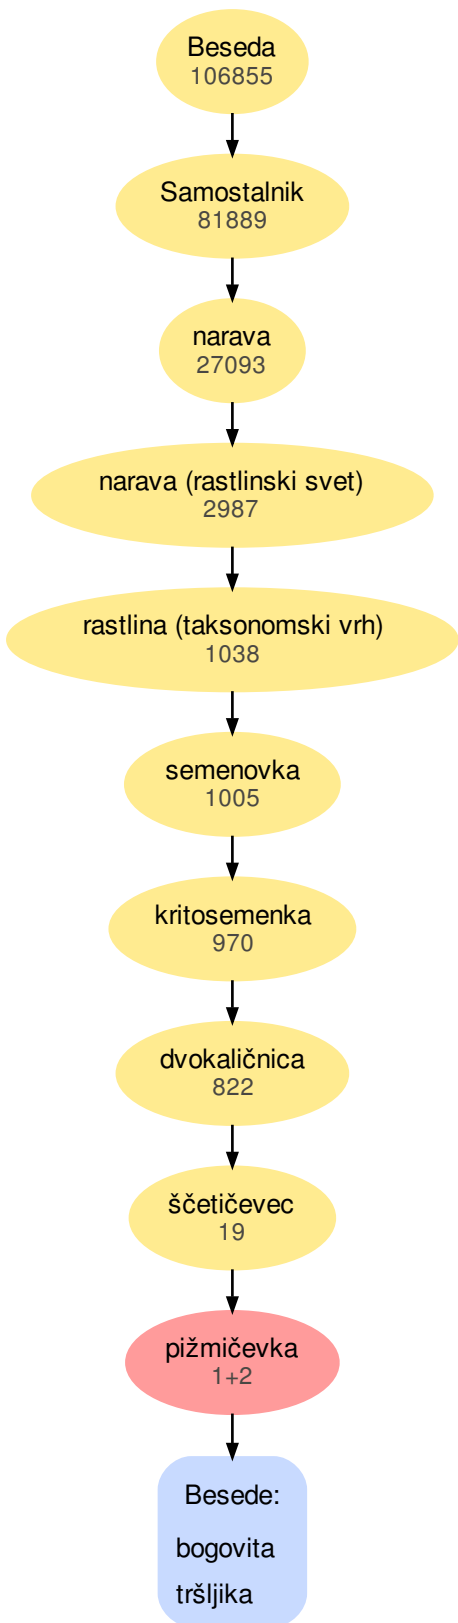 Beseda
106855
Samostalnik
81889
narava
27093
narava (rastlinski svet)
2987
rastlina (taksonomski vrh)
1038
semenovka
1005
kritosemenka
970
dvokaličnica
822
ščetičevec
19
pižmičevka
1+2
Besede:
bogovita
tršljika